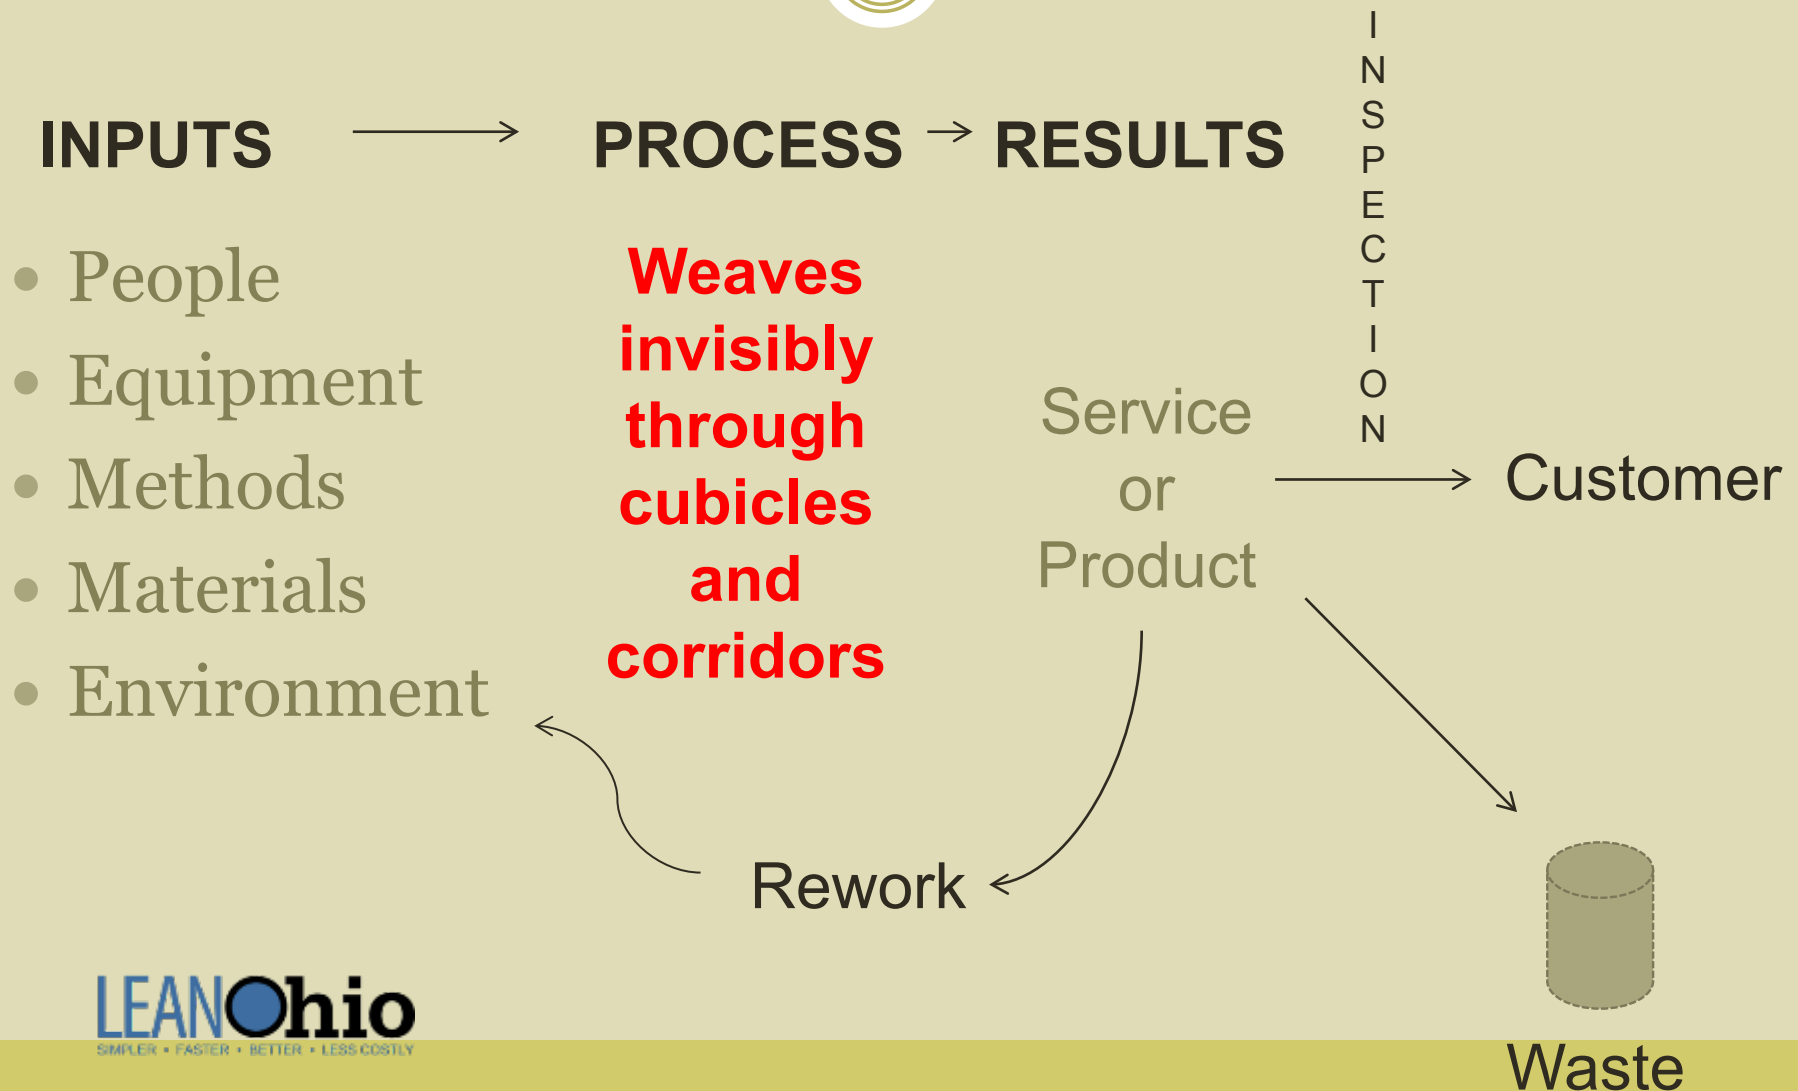 INPUTS
PROCESS
RESULTS
INSPECTION
People
Equipment
Methods
Materials
Environment
Weaves
invisibly
through
cubicles
and
corridors
Service
or
Product
Customer
Rework
Waste
LEANOhio
SIMPLER • FASTER • BETTER • LESS COSTLY